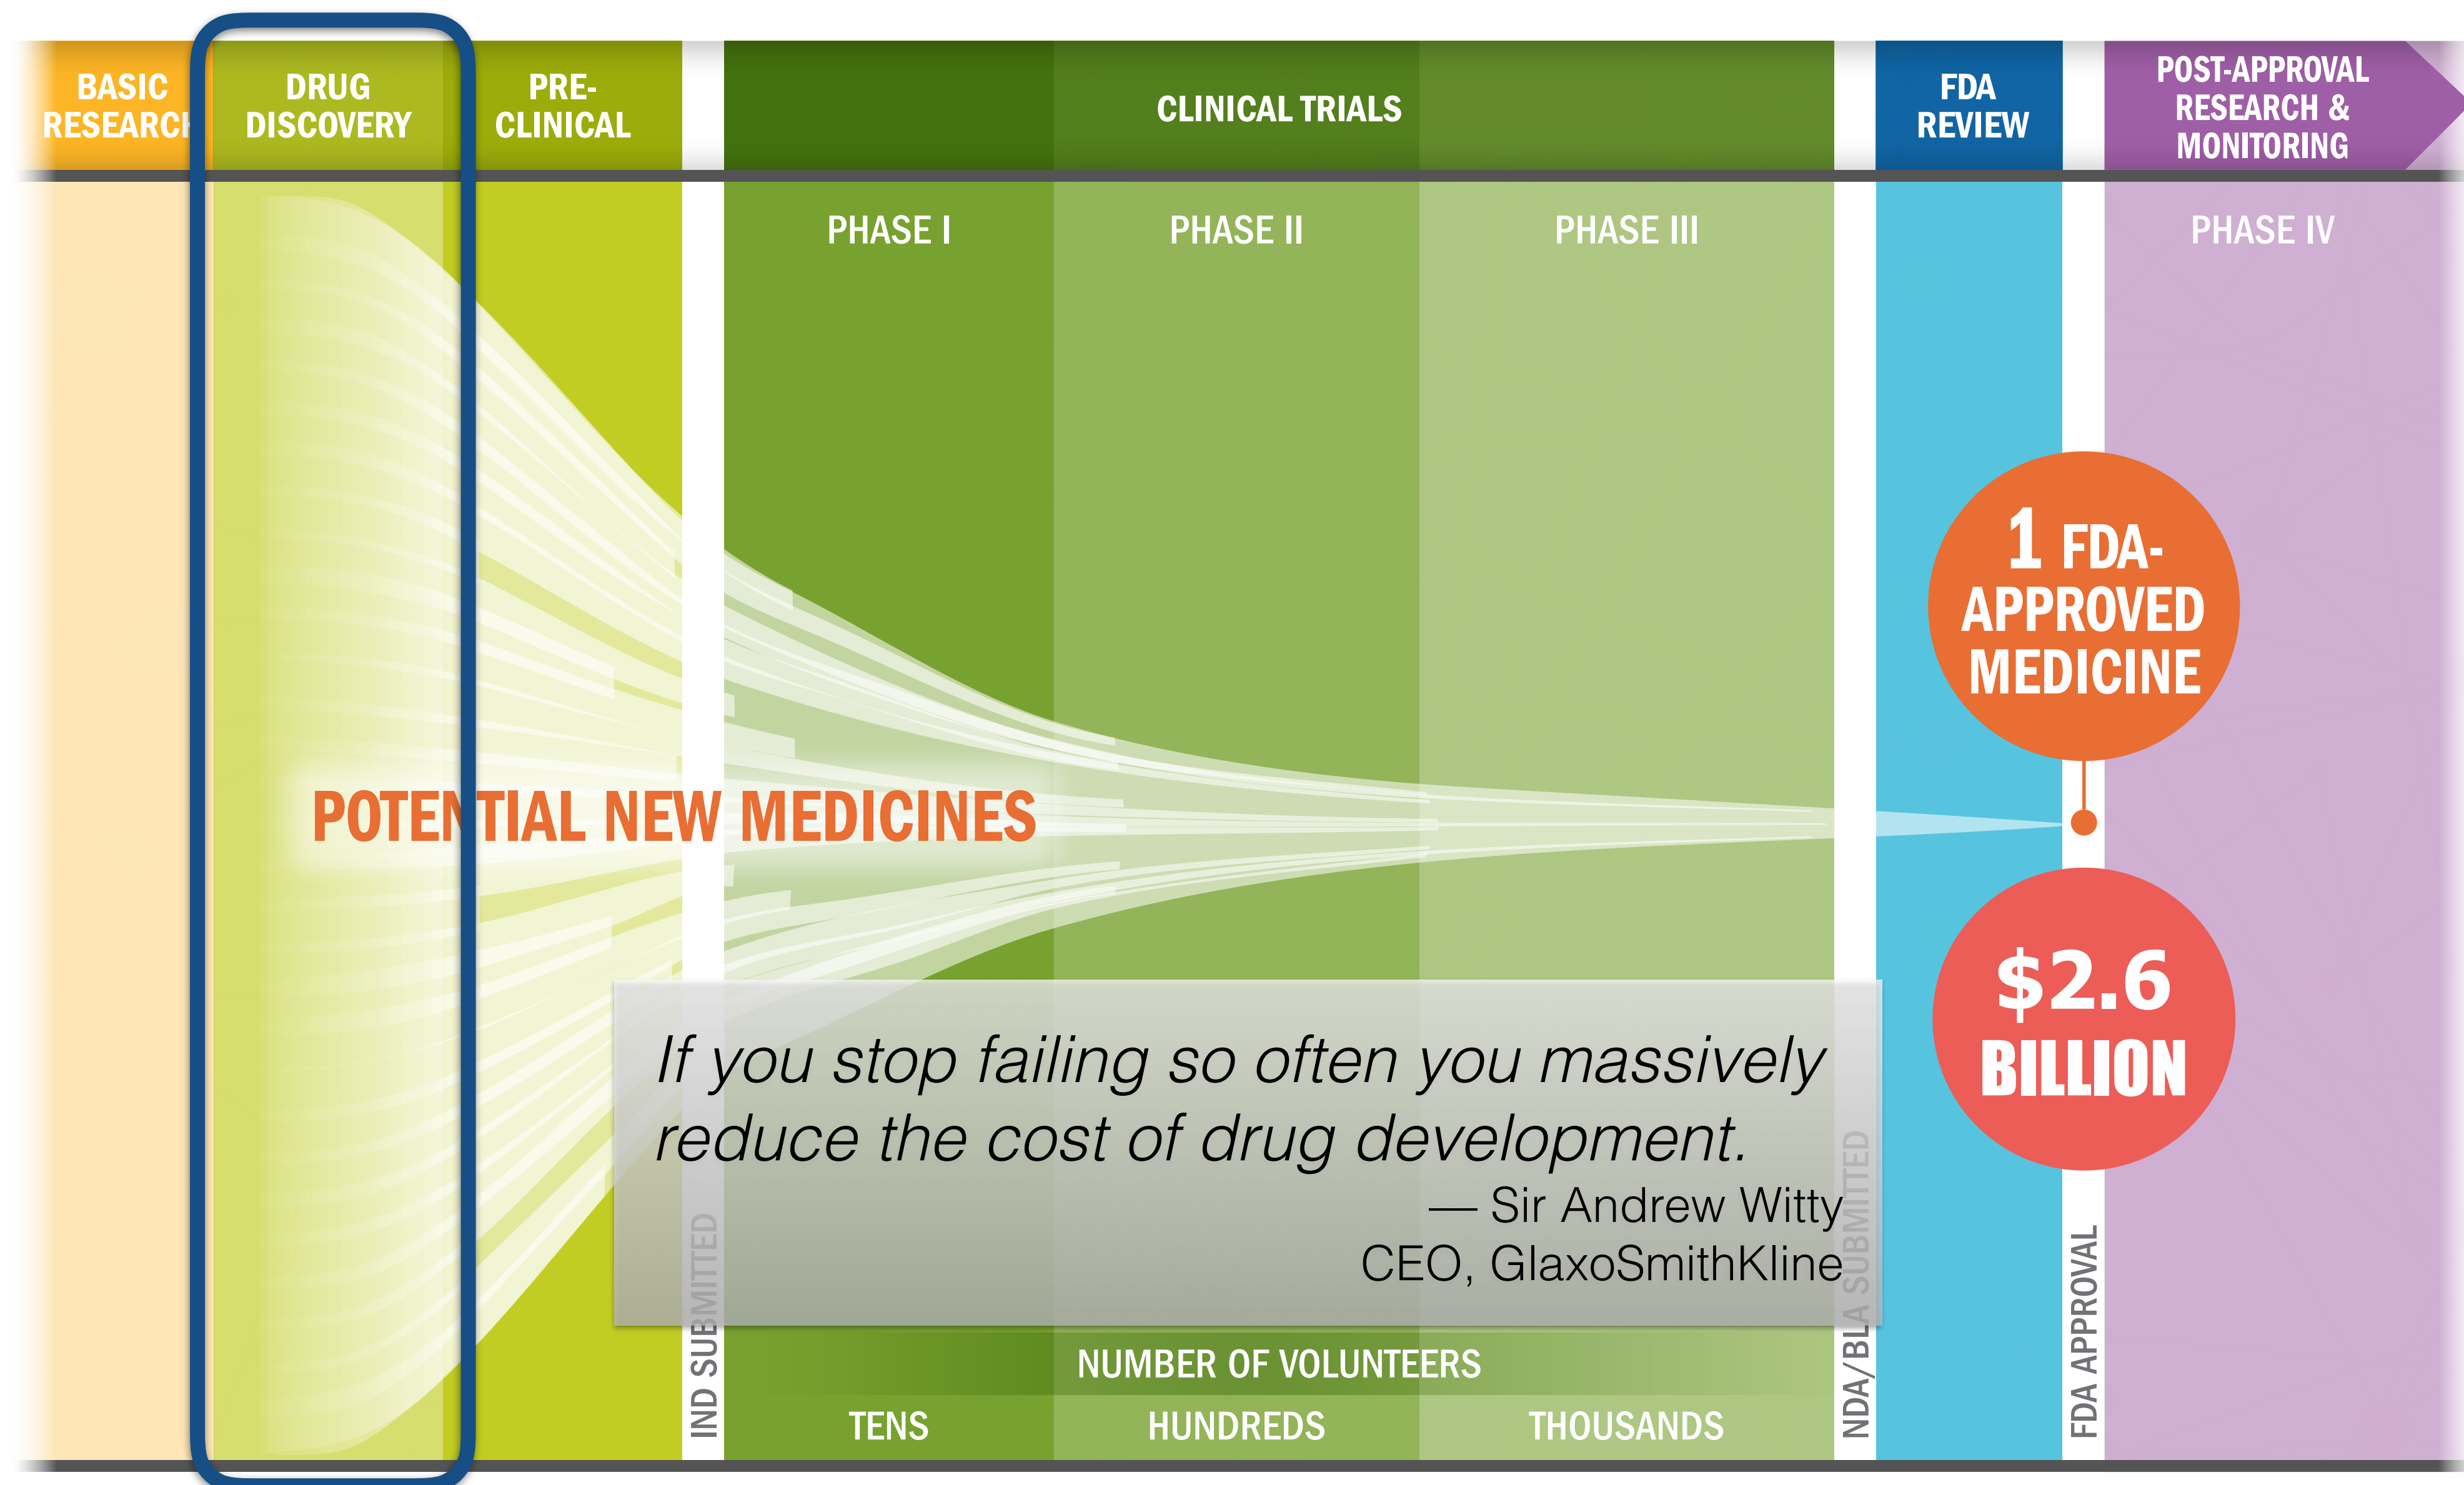 BASIC
RESEARCH
DRUG
DISCOVERY
PRE-
CLINICAL
CLINICAL TRIALS
FDA
REVIEW
POST-APPROVAL
RESEARCH &
MONITORING
PHASE I
PHASE II
PHASE III
PHASE IV
1 FDA-
APPROVED
MEDICINE
POTENTIAL NEW MEDICINES
$2.6
BILLION
If you stop failing so often you massively
reduce the cost of drug development.
— Sir Andrew Witty
CEO, GlaxoSmithKline
IND SUBMITTED
NDA/BLA SUBMITTED
FDA APPROVAL
NUMBER OF VOLUNTEERS
TENS
HUNDREDS
THOUSANDS